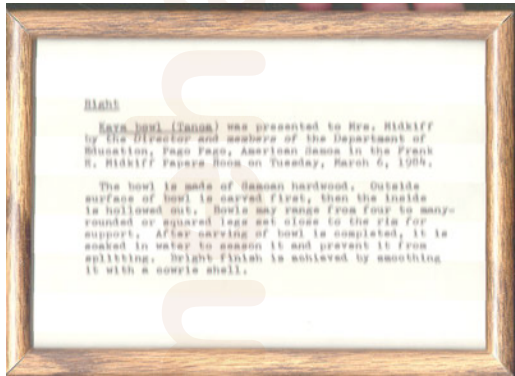 Right
Kava bowl (Tanoa) was presented to Mrs. Midkiff
by the Director and members of the Department of
Education, Pago Pago, American Samoa in the Frank
E. Midkiff Papers Room on Tuesday, March 6, 1984.
The bowl is made of Samoan hardwood. Outside
surface of bowl is carved first, then the inside
is hollowed out. Bowls may range from four to many-
rounded or squared legs set close to the rim for
support. After carving of bowl is completed, it is
soaked in water to season it and prevent it from
splitting. Bright finish is achieved by smoothing
it with a cowrie shell.